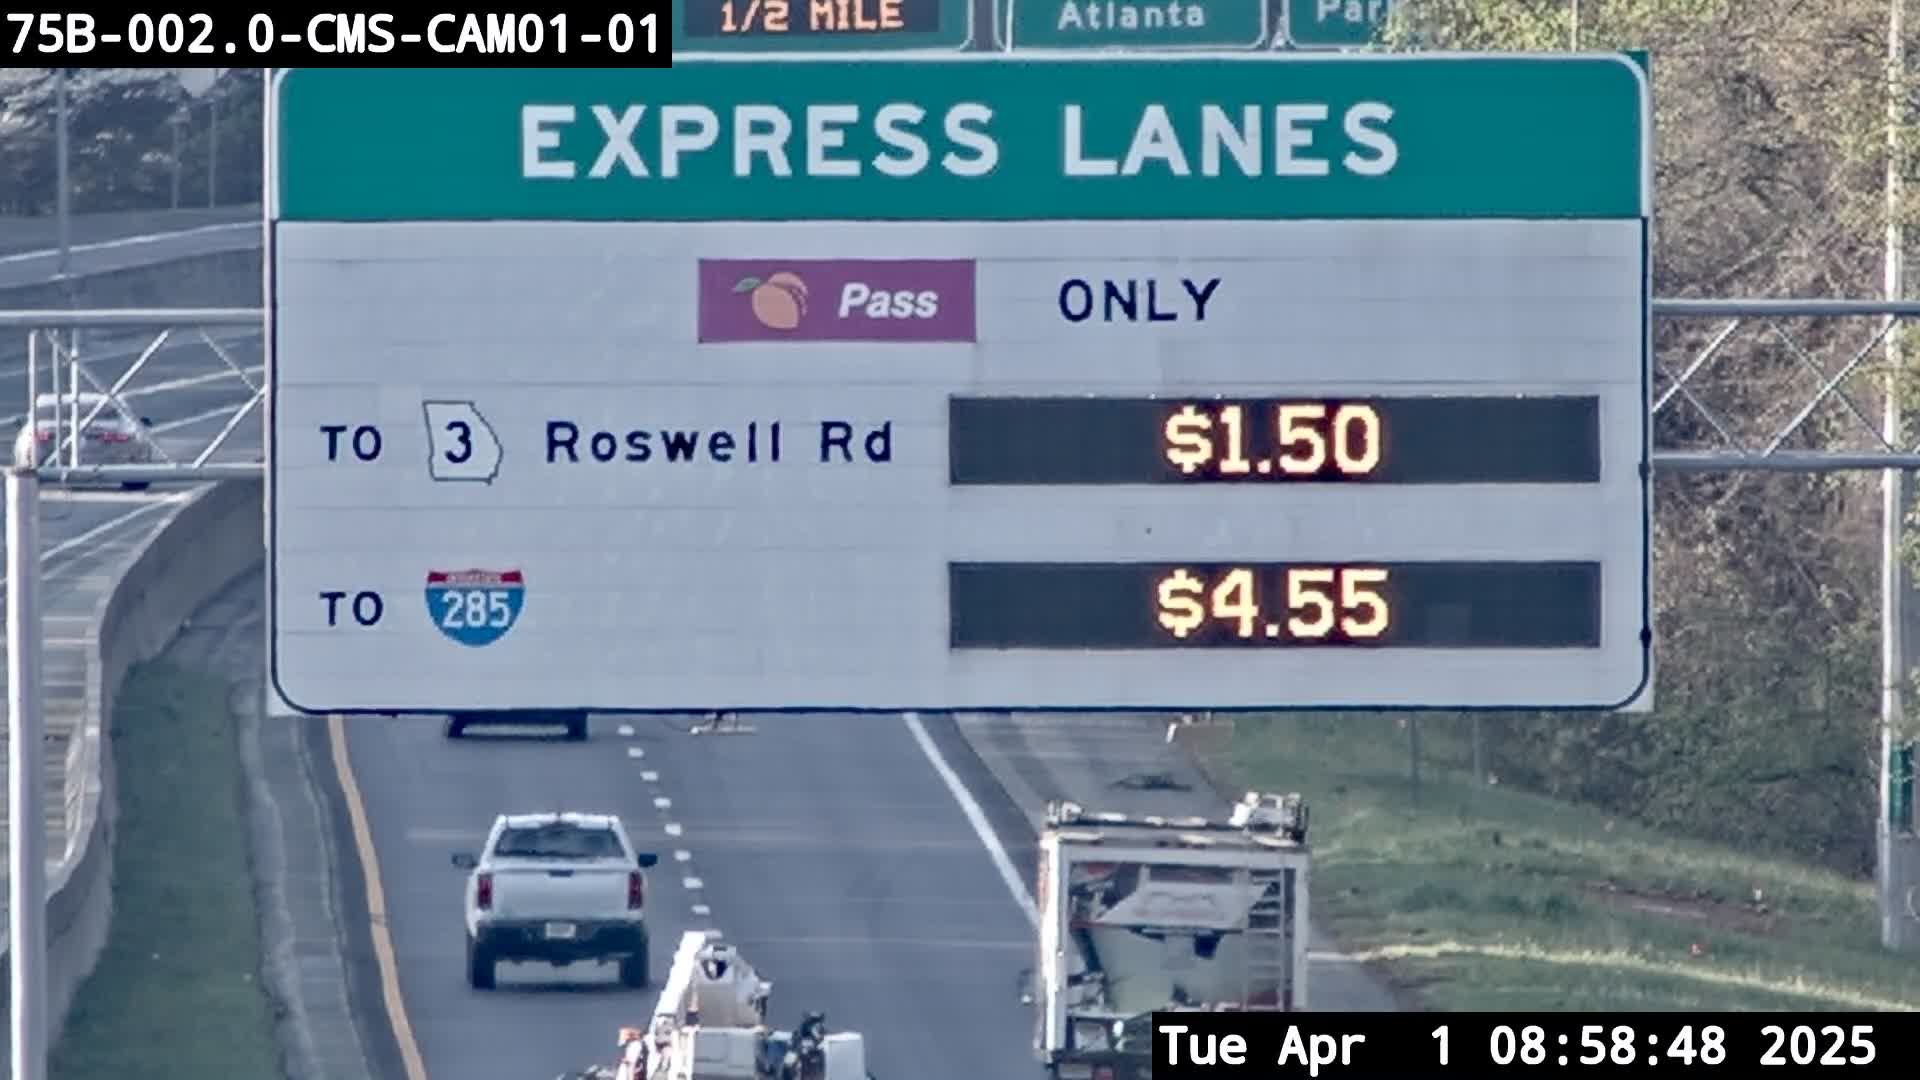 75B-002.0-CMS-CAM01-01
1/2 MILE
Atlanta
EXPRESS LANES
Pass ONLY
TO 3 Roswell Rd $1.50
TO INTERSTATE 285 $4.55
Tue Apr 1 08:58:48 2025